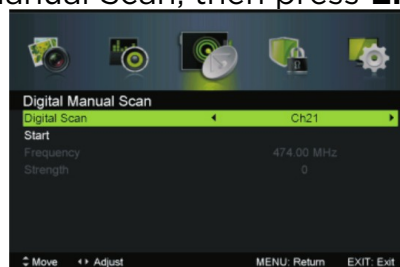 anual Scan, then press
Digital Manual Scan
Digital Scan Ch21
Start
Frequency 474.00 MHz
Strength 0
Move Adjust MENU: Return EXIT: Exit